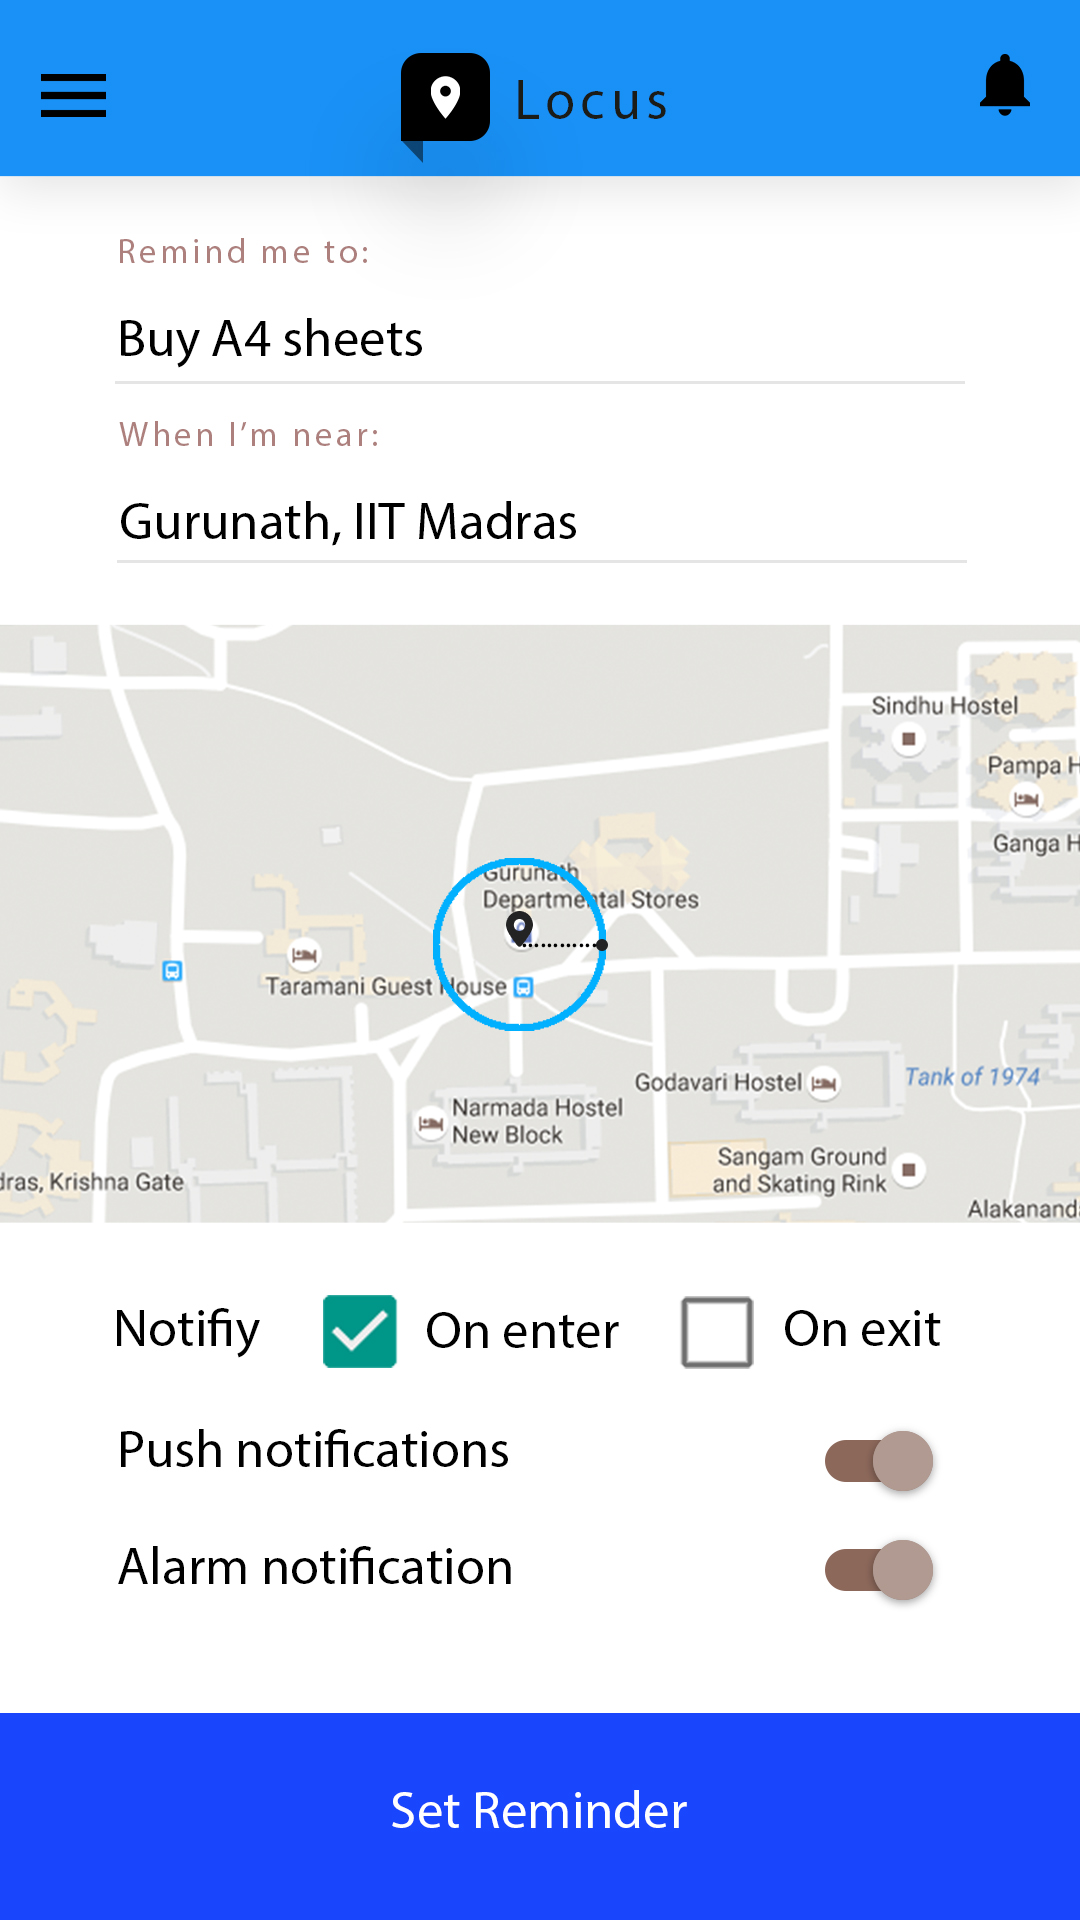 Locus
Remind me to:
Buy A4 sheets
When I'm near:
Gurunath, IIT Madras
Sindhu Hostel
Pampa H
Ganga H
Gurunath
Departmental Stores
Taramani Guest House
Godavari Hostel
Tank of 1974
Narmada Hostel
New Block
Sangam Ground
and Skating Rink
dras, Krishna Gate
Alakananda
Notifiy
On enter
On exit
Push notifications
Alarm notification
Set Reminder